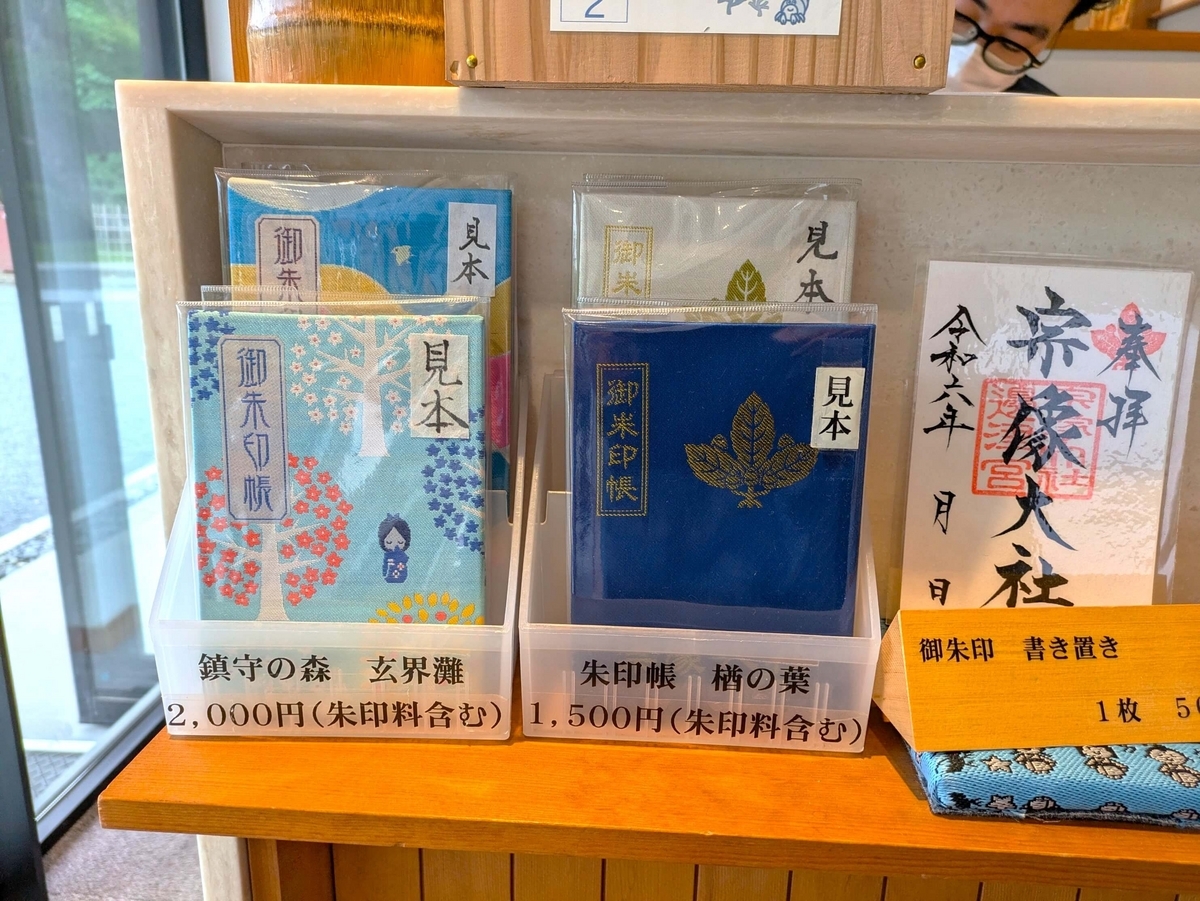 2
御朱
見本
御朱印帳
見本
鎮守の森 玄界灘
2,000円(朱印料含む)
御朱
見本
御朱印帳
見本
朱印帳 楢の葉
1,500円(朱印料含む)
奉拝
宗像大社
令和六年 月 日
御朱印 書き置き
1枚 50